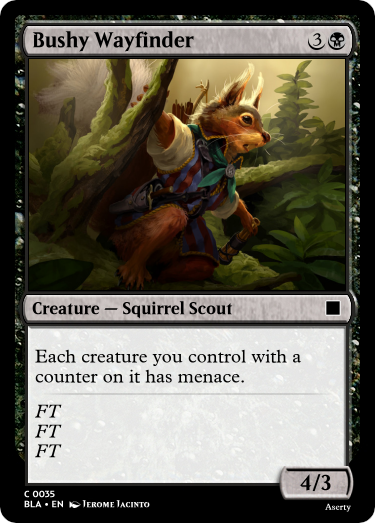 Bushy Wayfinder 3
Creature — Squirrel Scout
Each creature you control with a
counter on it has menace.
FT
FT
FT
4/3
C 0035
BLA • EN Jerome Jacinto
Aserty